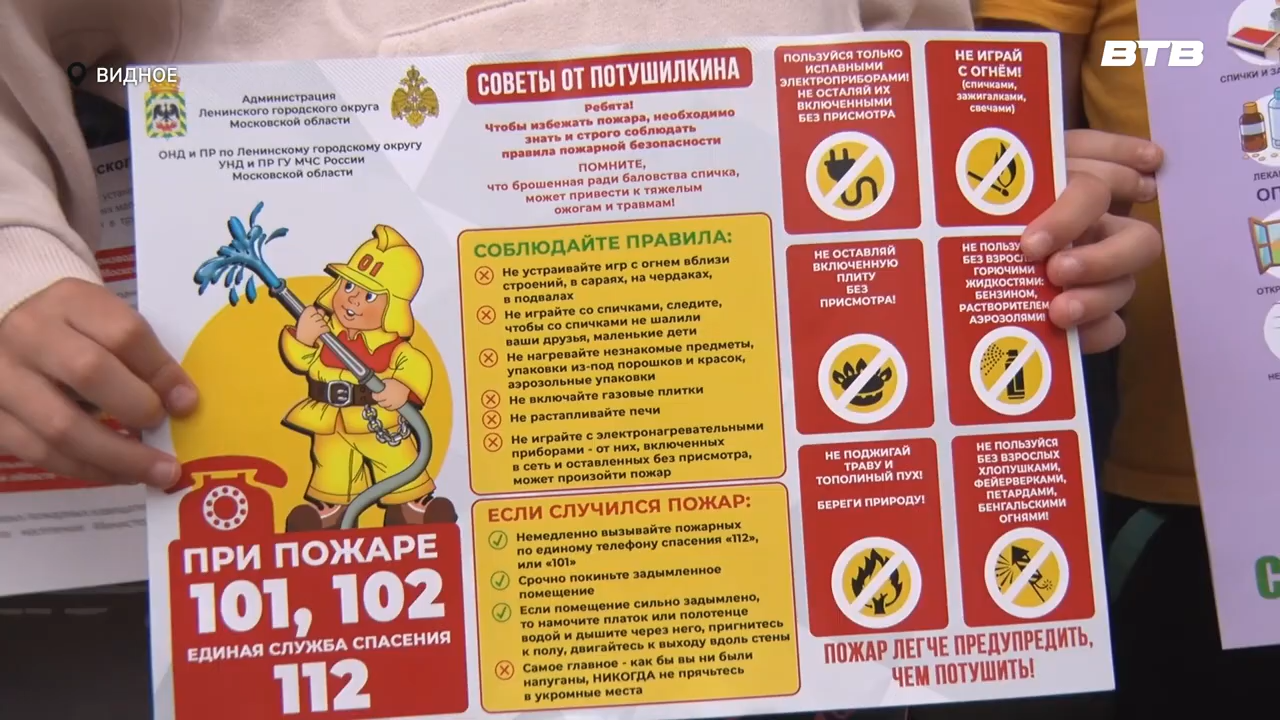 ВИДНОЕ
ВТВ
Администрация
Ленинского городского округа
Московской области
ОНД и ПР по Ленинскому городскому округу
УНД и ПР ГУ МЧС России
Московской области
01
ПРИ ПОЖАРЕ
101, 102
ЕДИНАЯ СЛУЖБА СПАСЕНИЯ
112
СОВЕТЫ ОТ ПОТУШИЛКИНА
Ребята!
Чтобы избежать пожара, необходимо
знать и строго соблюдать
правила пожарной безопасности
ПОМНИТЕ,
что брошенная ради баловства спичка,
может привести к тяжелым
ожогам и травмам!
СОБЛЮДАЙТЕ ПРАВИЛА:
Не устраивайте игр с огнем вблизи
строений, в сараях, на чердаках,
в подвалах
Не играйте со спичками, следите,
чтобы со спичками не шалили
ваши друзья, маленькие дети
Не нагревайте незнакомые предметы,
упаковки из-под порошков и красок,
аэрозольные упаковки
Не включайте газовые плитки
Не растапливайте печи
Не играйте с электронагревательными
приборами - от них, включенных
в сеть и оставленных без присмотра,
может произойти пожар
ЕСЛИ СЛУЧИЛСЯ ПОЖАР:
Немедленно вызывайте пожарных
по единому телефону спасения «112»,
или «101»
Срочно покиньте задымленное
помещение
Если помещение сильно задымлено,
то намочите платок или полотенце
водой и дышите через него, пригнитесь
к полу, двигайтесь к выходу вдоль стены
Самое главное - как бы вы ни были
напуганы, НИКОГДА не прячьтесь
в укромные места
ПОЛЬЗУЙСЯ ТОЛЬКО
ИСПАВНЫМИ
ЭЛЕКТРОПРИБОРАМИ!
НЕ ОСТАЛЯЙ ИХ
ВКЛЮЧЕННЫМИ
БЕЗ ПРИСМОТРА
НЕ ИГРАЙ
С ОГНЁМ!
(спичками,
зажигалками,
свечами)
НЕ ОСТАВЛЯЙ
ВКЛЮЧЕННУЮ
ПЛИТУ
БЕЗ
ПРИСМОТРА!
НЕ
БЕЗ
ГОРЮЧИМИ
ЖИДКОСТЯМИ:
БЕНЗИНОМ,
АЭРОЗОЛЯМИ!
НЕ ПОДЖИГАЙ
ТРАВУ И
ТОПОЛИНЫЙ ПУХ!
БЕРЕГИ ПРИРОДУ!
НЕ ПОЛЬЗУЙСЯ
БЕЗ ВЗРОСЛЫХ
ХЛОПУШКАМИ,
ФЕЙЕРВЕРКАМИ,
ПЕТАРДАМИ,
БЕНГАЛЬСКИМИ
ОГНЯМИ!
ПОЖАР ЛЕГЧЕ ПРЕДУПРЕДИТЬ,
ЧЕМ ПОТУШИТЬ!
СПИЧКИ И